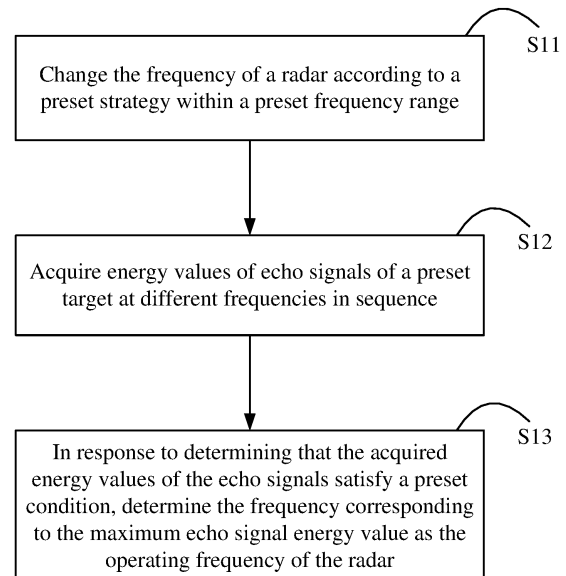 S11
Change the frequency of a radar according to a
preset strategy within a preset frequency range
S12
Acquire energy values of echo signals of a preset
target at different frequencies in sequence
S13
In response to determining that the acquired
energy values of the echo signals satisfy a preset
condition, determine the frequency corresponding
to the maximum echo signal energy value as the
operating frequency of the radar